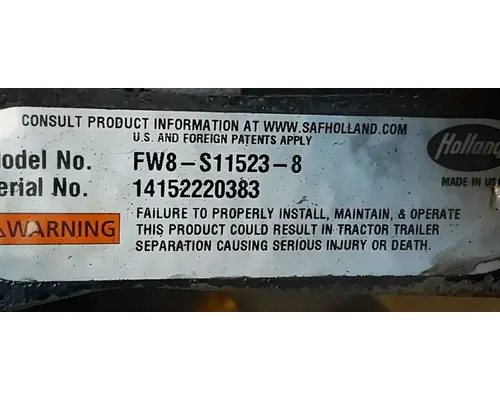 CONSULT PRODUCT INFORMATION AT WWW.SAFHOLLAND.COM
U.S. AND FOREIGN PATENTS APPLY
Holland
odel No. FW8-S11523-8
erial No. 14152220383
MADE IN US
WARNING
FAILURE TO PROPERLY INSTALL, MAINTAIN, & OPERATE
THIS PRODUCT COULD RESULT IN TRACTOR TRAILER
SEPARATION CAUSING SERIOUS INJURY OR DEATH.